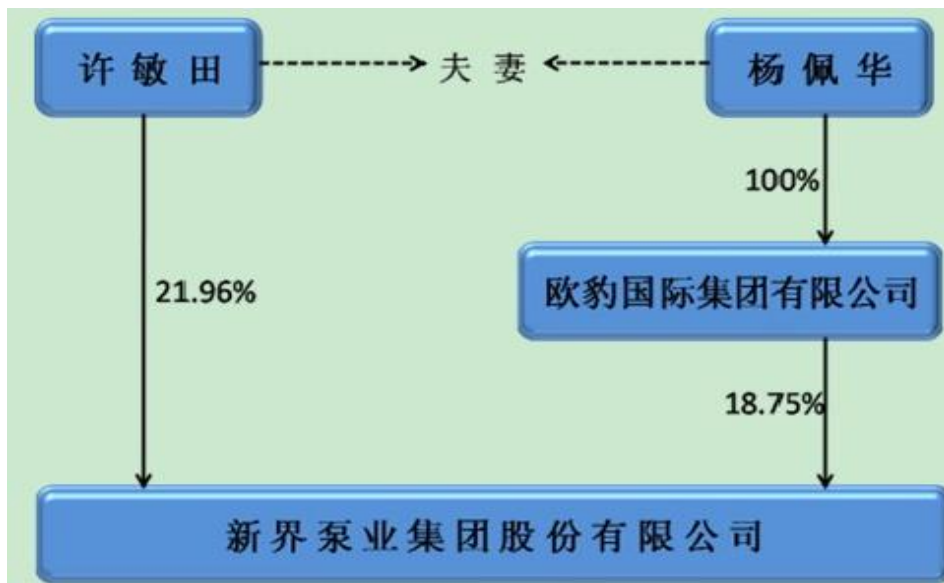 许敏田
夫妻
杨佩华
100%
欧豹国际集团有限公司
21.96%
18.75%
新界泵业集团股份有限公司